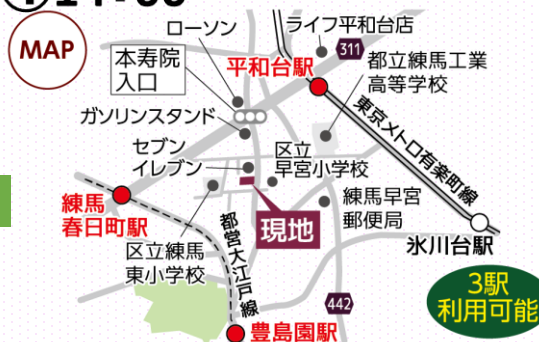 MAP
ローソン
ライフ平和台店
311
本寿院
入口
平和台駅
都立練馬工業
高等学校
ガソリンスタンド
東京メトロ有楽町線
セブン
イレブン
区立
早宮小学校
練馬
春日町駅
練馬早宮
郵便局
現地
都営大江戸線
区立練馬
東小学校
氷川台駅
442
3駅
利用可能
豊島園駅